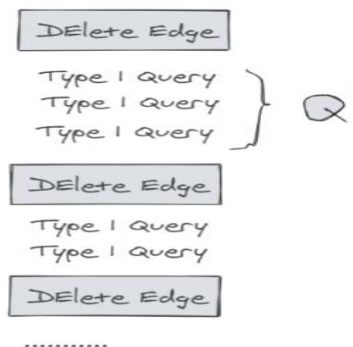 DElete Edge
Type 1 Query
Type 1 Query
Type 1 Query
Q
DElete Edge
Type 1 Query
Type 1 Query
DElete Edge
...........